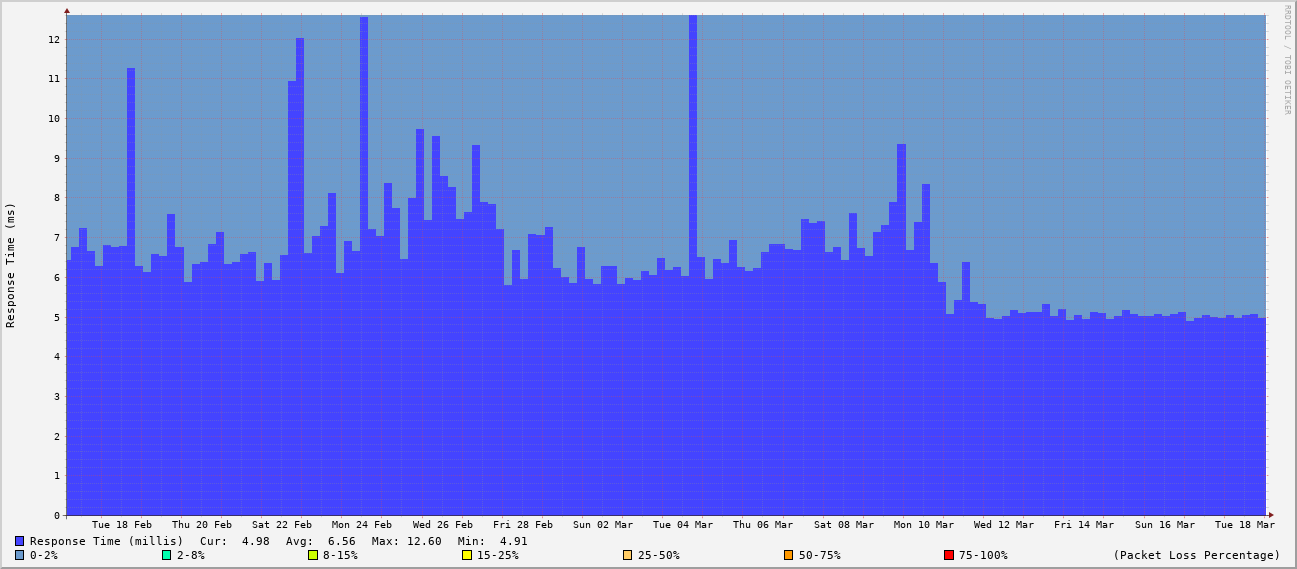 RRDTOOL / TOBI OETIKER
Response Time (ms)
12
11
10
9
8
7
6
5
4
3
2
1
0
Tue 18 Feb Thu 20 Feb Sat 22 Feb Mon 24 Feb Wed 26 Feb Fri 28 Feb Sun 02 Mar Tue 04 Mar Thu 06 Mar Sat 08 Mar Mon 10 Mar Wed 12 Mar Fri 14 Mar Sun 16 Mar Tue 18 Mar
Response Time (millis) Cur: 4.98 Avg: 6.56 Max: 12.60 Min: 4.91
0-2% 2-8% 8-15% 15-25% 25-50% 50-75% 75-100% (Packet Loss Percentage)